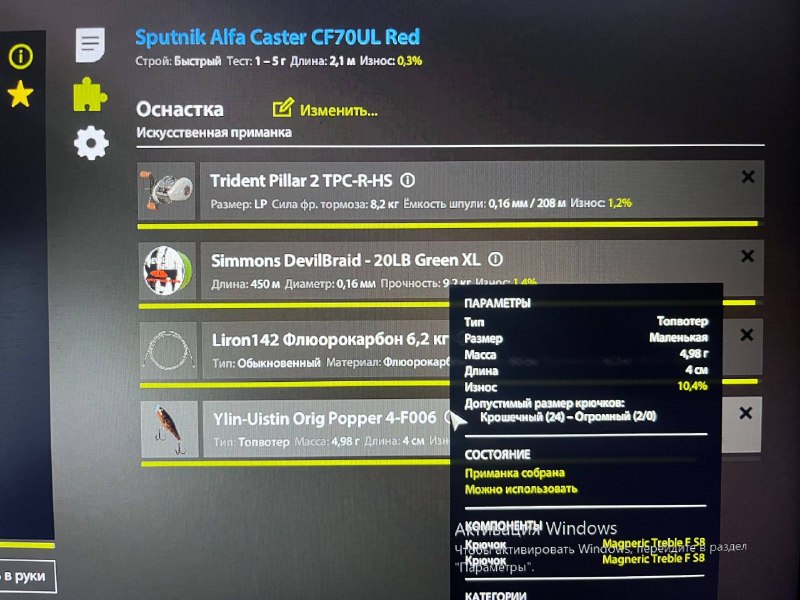 Sputnik Alfa Caster CF70UL Red
Строй: Быстрый Тест: 1 – 5 г Длина: 2,1 м Износ: 0,3%
Оснастка Изменить...
Искусственная приманка
Trident Pillar 2 TPC-R-HS
Размер: LP Сила фр. тормоза: 8,2 кг Ёмкость шпули: 0,16 мм / 208 м Износ: 1,2%
Simmons DevilBraid - 20LB Green XL
Длина: 450 м Диаметр: 0,16 мм Прочность: 9,2 кг Износ: 1,4%
Liron142 Флюорокарбон 6,2 кг
Тип: Обыкновенный Материал: Флюорокарб
Ylin-Uistin Orig Popper 4-F006
Тип: Топвотер Масса: 4,98 г Длина: 4 см Изн
ПАРАМЕТРЫ
Тип Топвотер
Размер Маленькая
Масса 4,98 г
Длина 4 см
Износ 10,4%
Допустимый размер крючков:
Крошечный (24) – Огромный (2/0)
СОСТОЯНИЕ
Приманка собрана
Можно использовать
КОМПОНЕНТЫ
Крючок Magneric Treble F S8
Крючок Magneric Treble F S8
КАТЕГОРИИ
Активация Windows
Чтобы активировать Windows, перейдите в раздел
"Параметры".
в руки